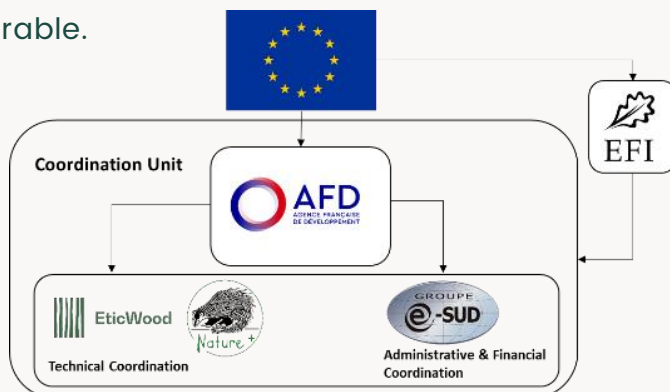 rable.
EFI
Coordination Unit
AFD
AGENCE FRANÇAISE
DE DÉVELOPPEMENT
EticWood
Nature +
Technical Coordination
GROUPE
e-SUD
Administrative & Financial
Coordination